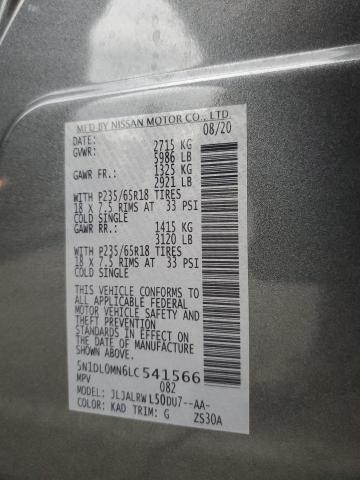 MFD BY NISSAN MOTOR CO., LTD.
DATE: 08/20
GVWR: 2715 KG
5986 LB
GAWR FR.: 1325 KG
2921 LB
WITH P235/65R18 TIRES
18 X 7.5 RIMS AT 33 PSI
COLD SINGLE
GAWR RR.: 1415 KG
3120 LB
WITH P235/65R18 TIRES
18 X 7.5 RIMS AT 33 PSI
COLD SINGLE
THIS VEHICLE CONFORMS TO
ALL APPLICABLE FEDERAL
MOTOR VEHICLE SAFETY AND
THEFT PREVENTION
STANDARDS IN EFFECT ON
THE DATE OF MANUFACTURE
SHOWN ABOVE.
5N1DL0MN6LC541566
MPV 082
MODEL: JLJALRWL50DU7--AA-
COLOR: KAD TRIM: G ZS30A